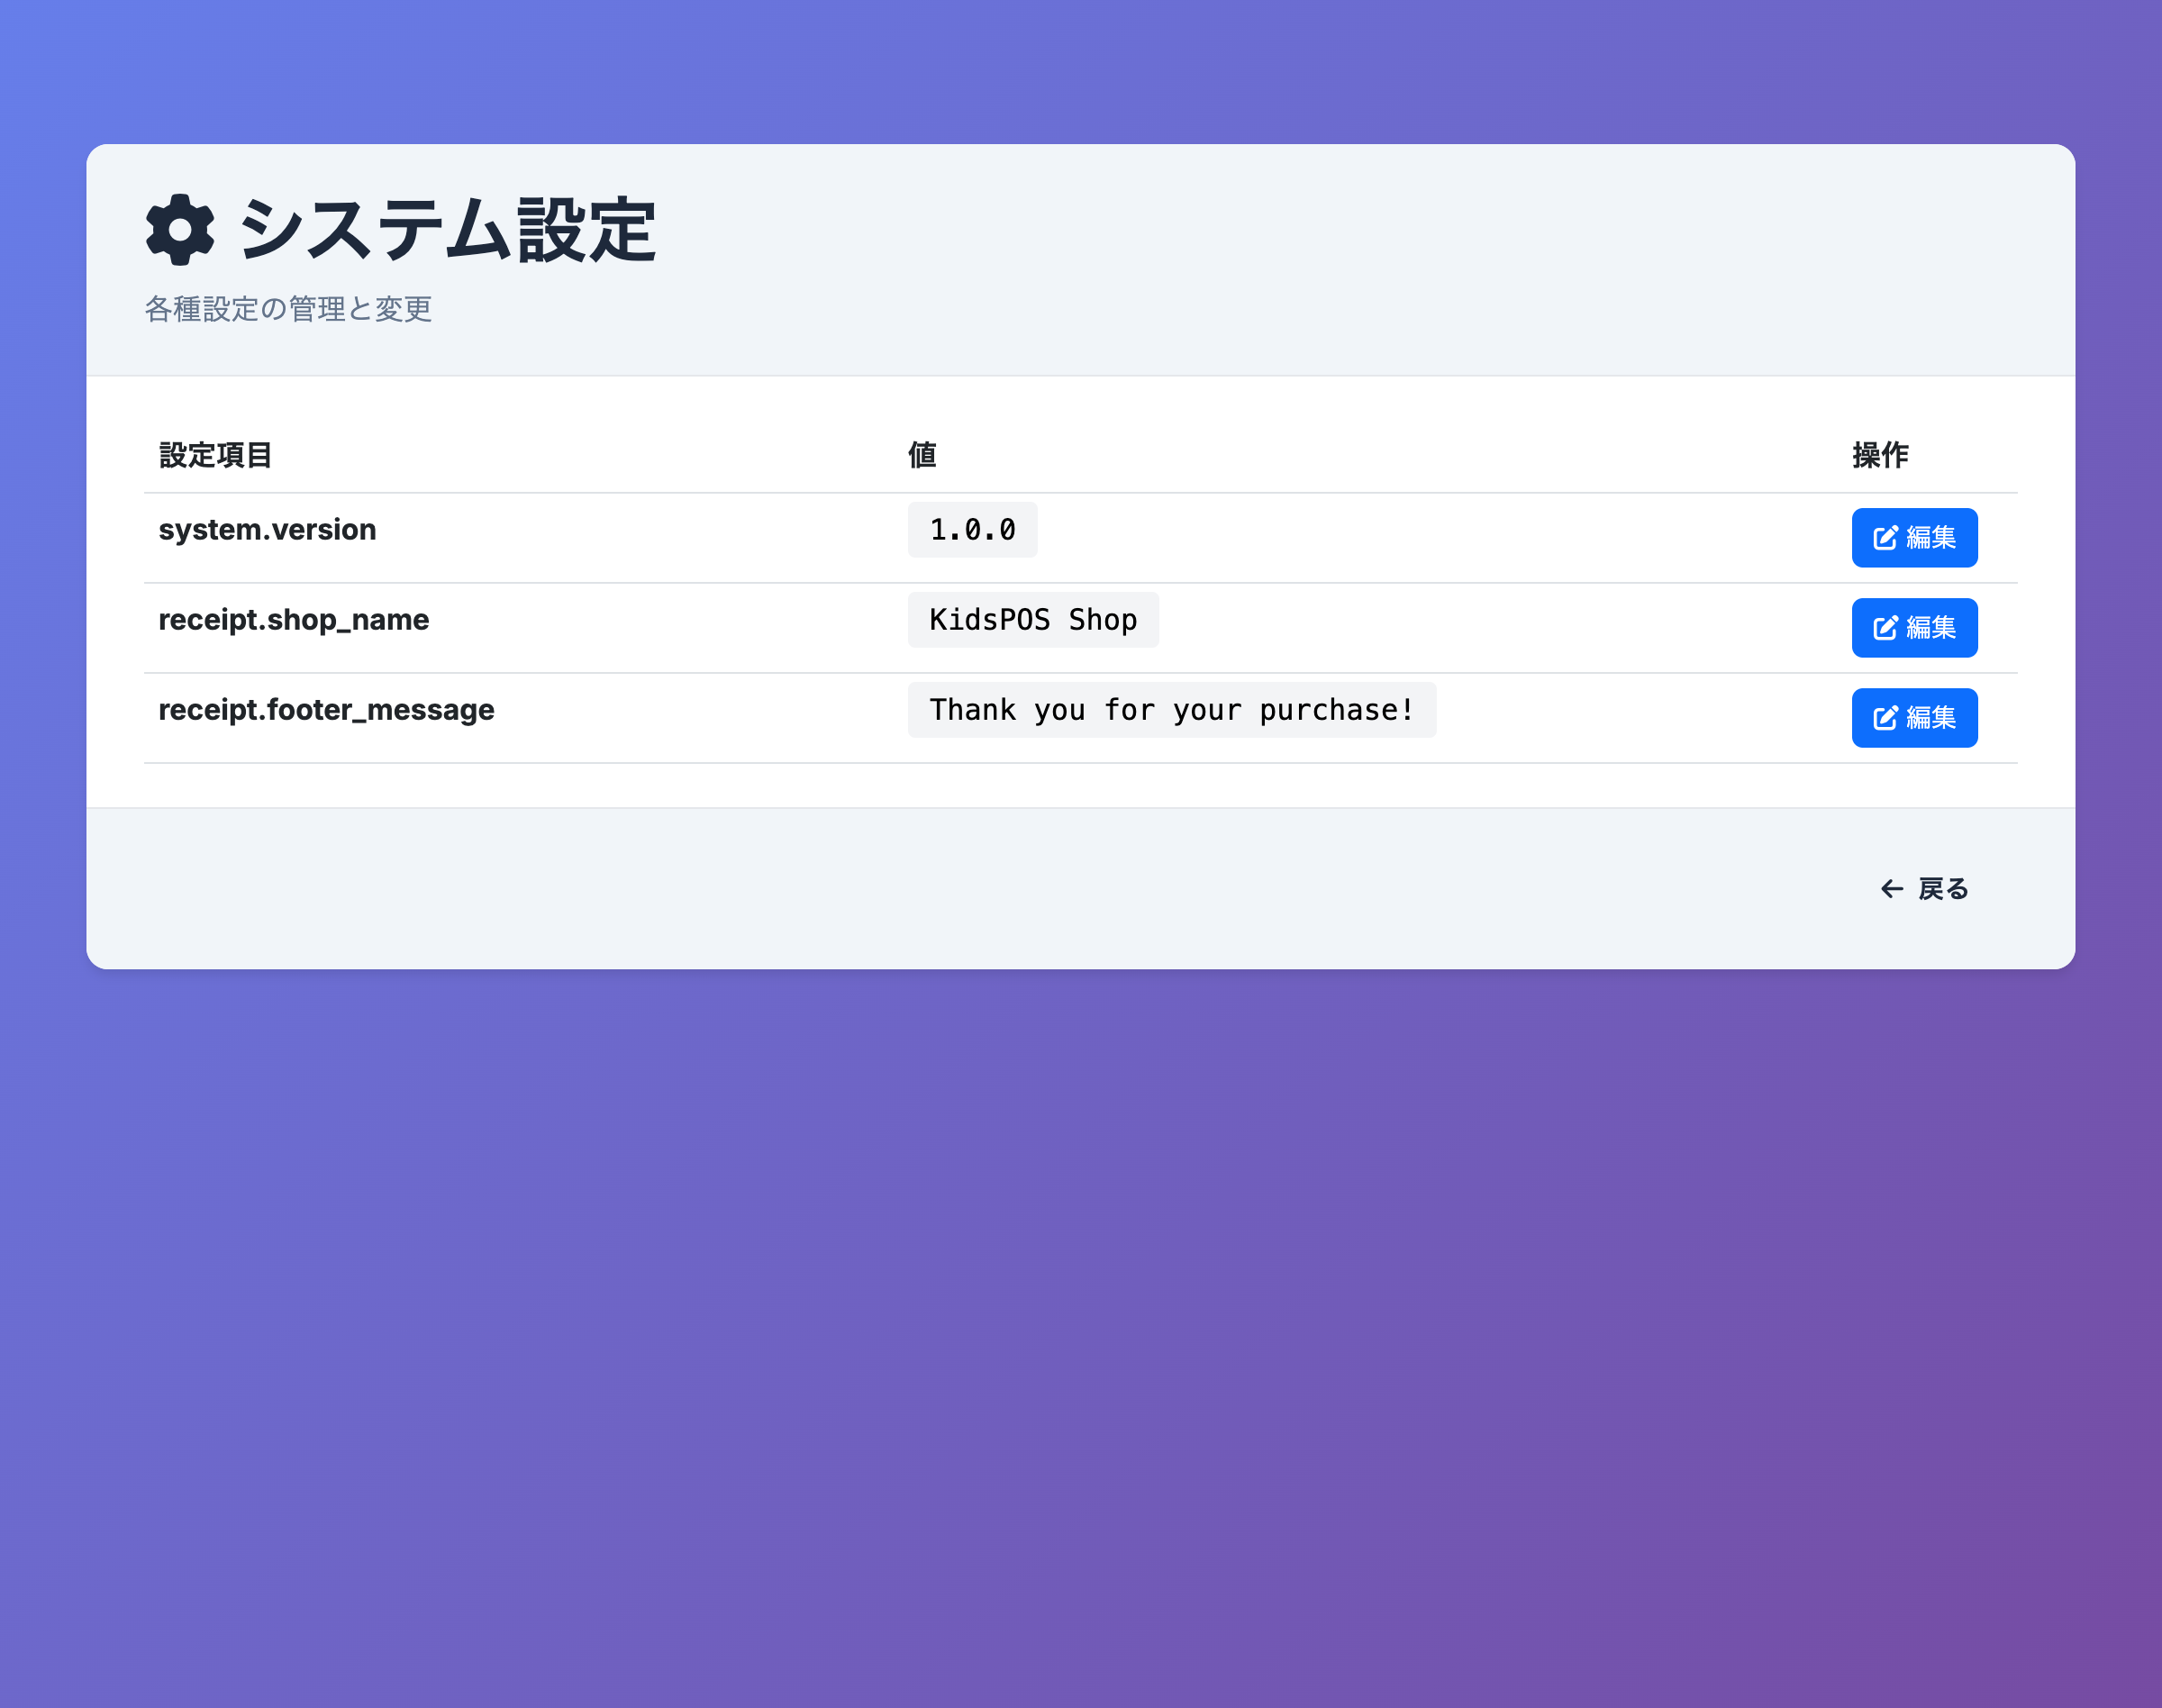 システム設定
各種設定の管理と変更
設定項目 値 操作
system.version 1.0.0 編集
receipt.shop_name KidsPOS Shop 編集
receipt.footer_message Thank you for your purchase! 編集
← 戻る